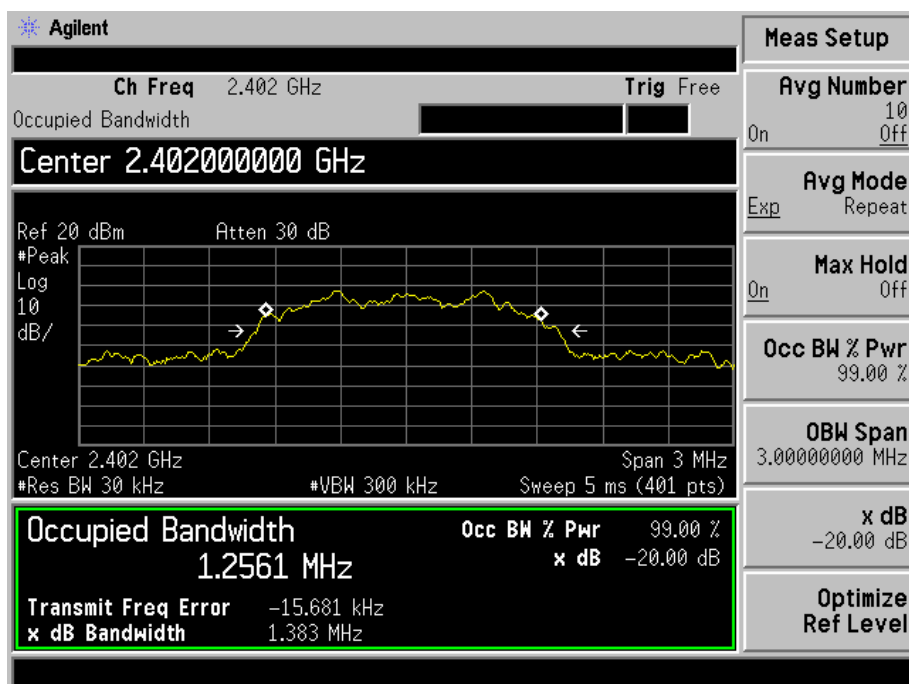 Agilent
Ch Freq 2.402 GHz Trig Free
Occupied Bandwidth
Center 2.402000000 GHz
Ref 20 dBm Atten 30 dB
#Peak
Log
10
dB/
Center 2.402 GHz Span 3 MHz
#Res BW 30 kHz #VBW 300 kHz Sweep 5 ms (401 pts)
Occupied Bandwidth Occ BW % Pwr 99.00 %
1.2561 MHz x dB -20.00 dB
Transmit Freq Error -15.681 kHz
x dB Bandwidth 1.383 MHz
Meas Setup
Avg Number
10
On Off
Avg Mode
Exp Repeat
Max Hold
On Off
Occ BW % Pwr
99.00 %
OBW Span
3.00000000 MHz
x dB
-20.00 dB
Optimize
Ref Level